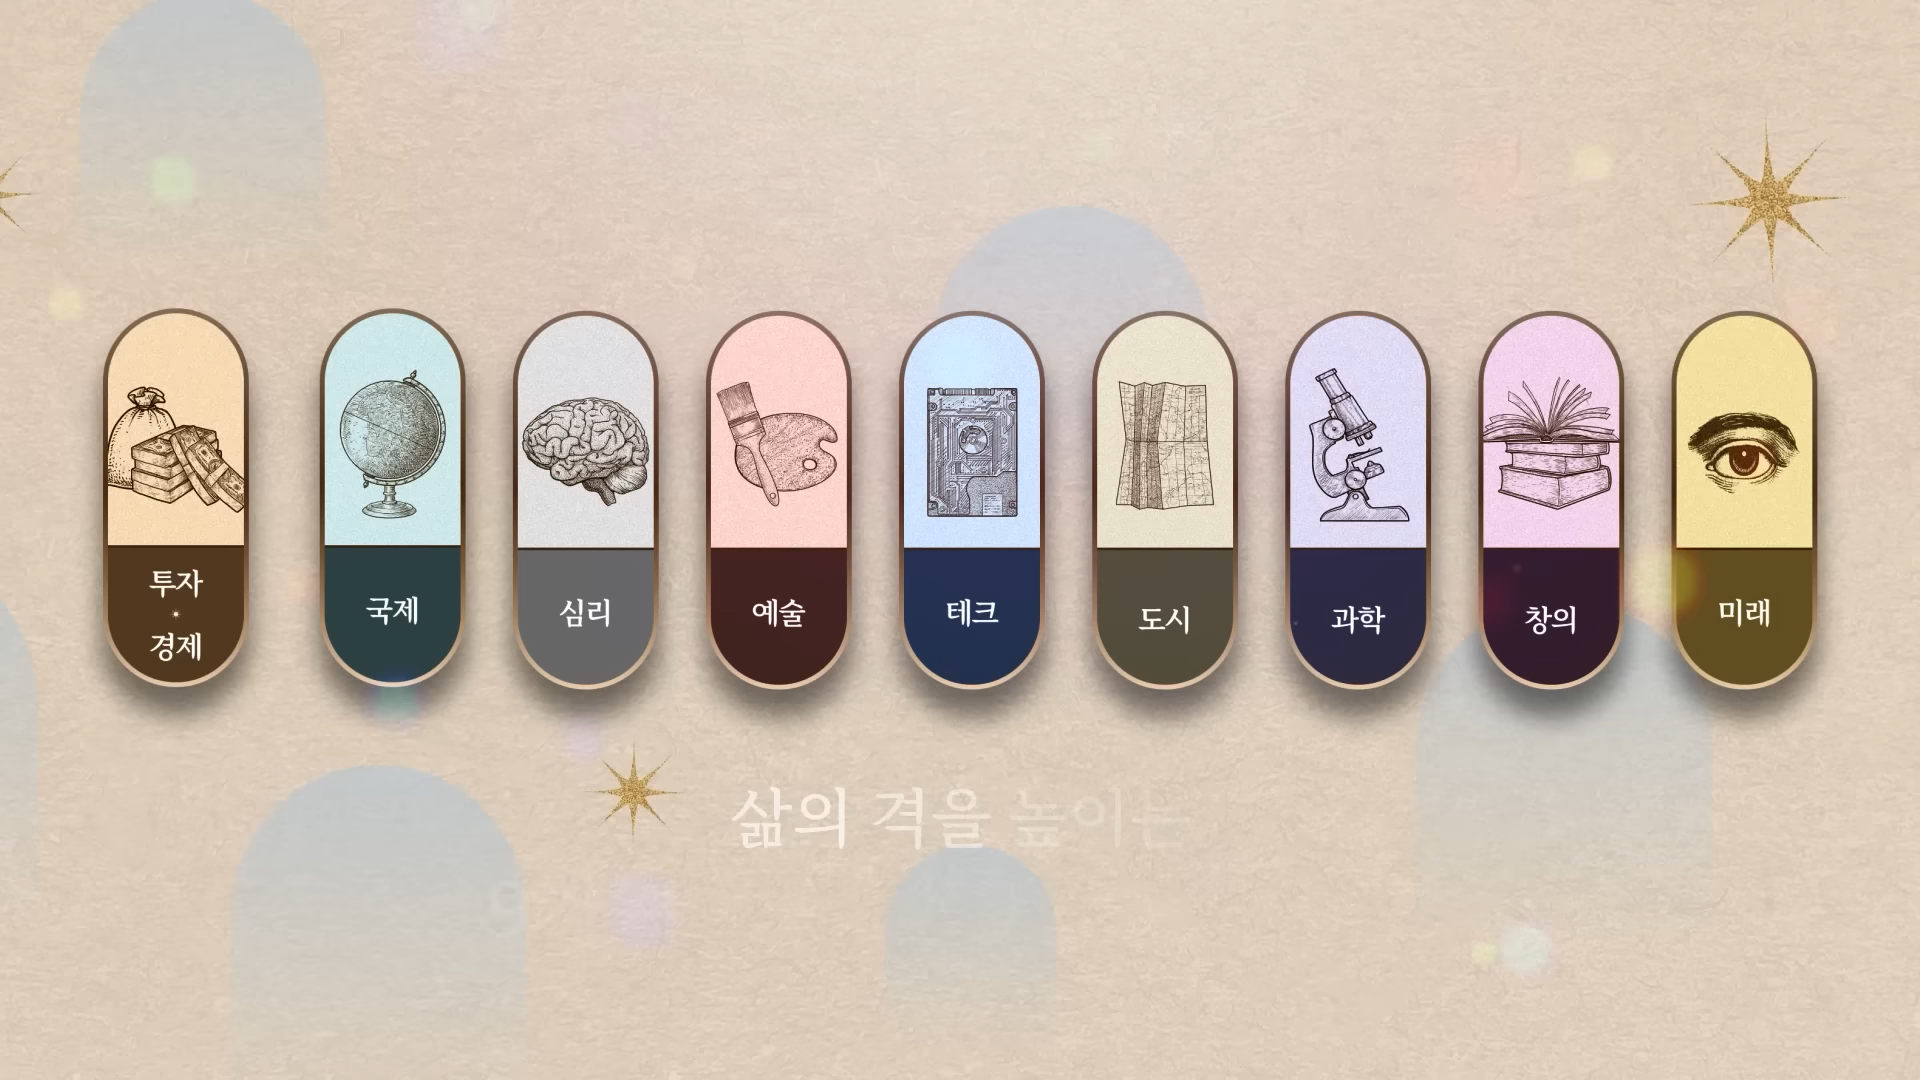 투자
·
경제
국제
심리
예술
테크
도시
과학
창의
미래
삶의 격을 높이는